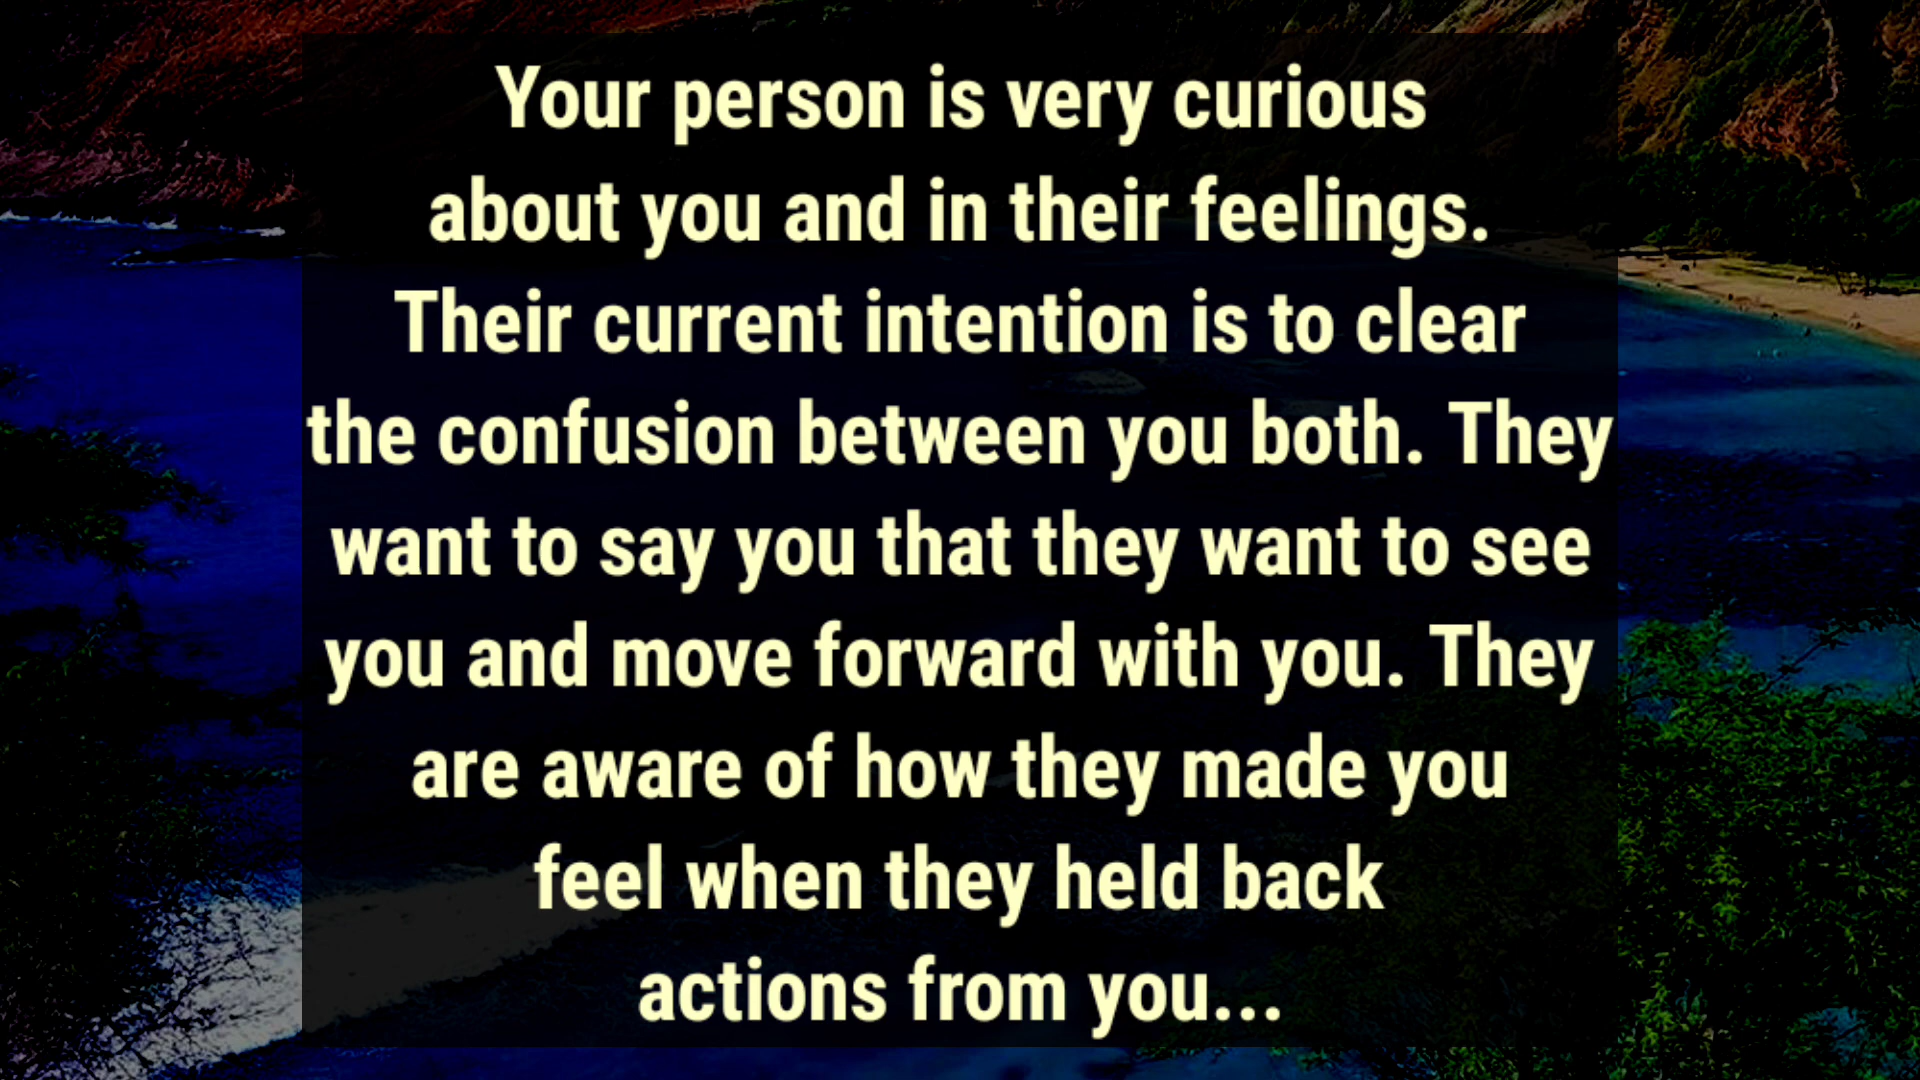 Your person is very curious
about you and in their feelings.
Their current intention is to clear
the confusion between you both. They
want to say you that they want to see
you and move forward with you. They
are aware of how they made you
feel when they held back
actions from you...